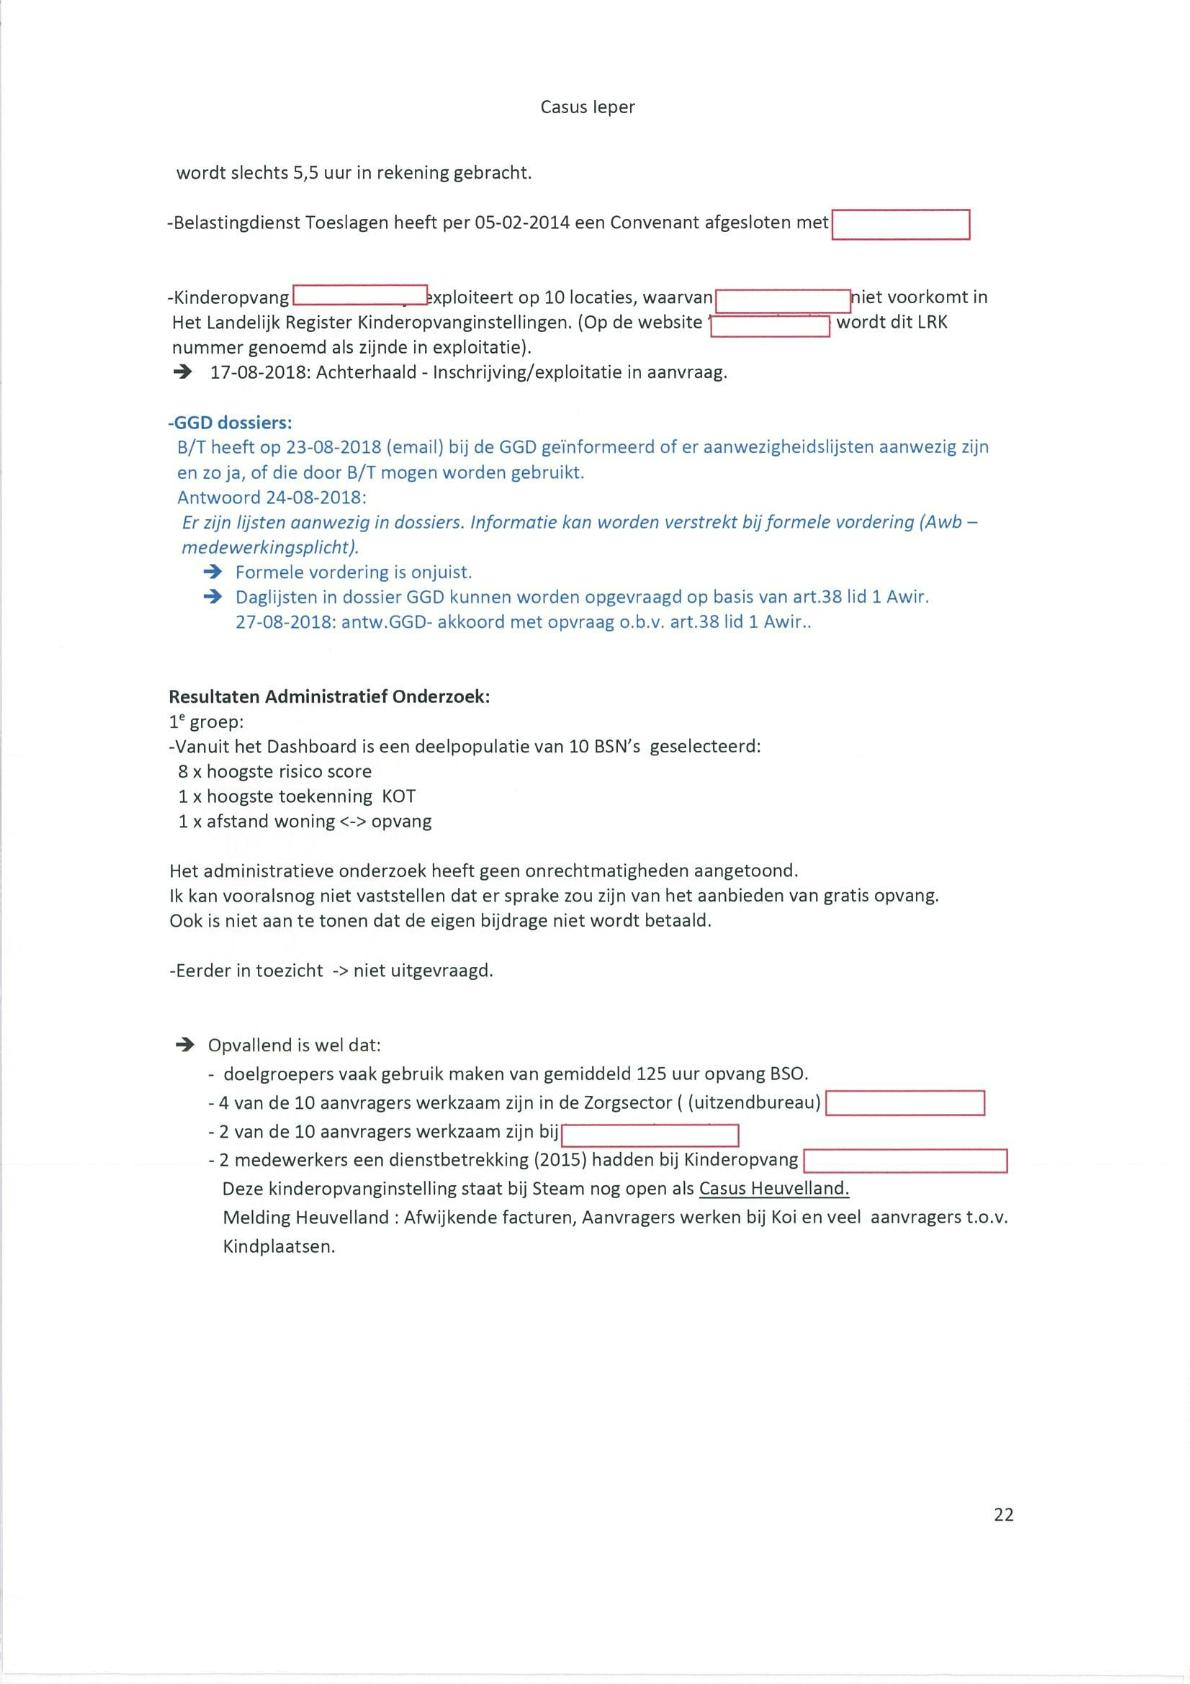 Casus Ieper
wordt slechts 5,5 uur in rekening gebracht.
-Belastingdienst Toeslagen heeft per 05-02-2014 een Convenant afgesloten met
-Kinderopvang exploiteert op 10 locaties, waarvan niet voorkomt in
Het Landelijk Register Kinderopvanginstellingen. (Op de website ' wordt dit LRK
nummer genoemd als zijnde in exploitatie).
➔ 17-08-2018: Achterhaald - Inschrijving/exploitatie in aanvraag.
-GGD dossiers:
B/T heeft op 23-08-2018 (email) bij de GGD geïnformeerd of er aanwezigheidslijsten aanwezig zijn
en zo ja, of die door B/T mogen worden gebruikt.
Antwoord 24-08-2018:
Er zijn lijsten aanwezig in dossiers. Informatie kan worden verstrekt bij formele vordering (Awb –
medewerkingsplicht).
➔ Formele vordering is onjuist.
➔ Daglijsten in dossier GGD kunnen worden opgevraagd op basis van art.38 lid 1 Awir.
27-08-2018: antw.GGD- akkoord met opvraag o.b.v. art.38 lid 1 Awir..
Resultaten Administratief Onderzoek:
1e groep:
-Vanuit het Dashboard is een deelpopulatie van 10 BSN's geselecteerd:
8 x hoogste risico score
1 x hoogste toekenning KOT
1 x afstand woning <-> opvang
Het administratieve onderzoek heeft geen onrechtmatigheden aangetoond.
Ik kan vooralsnog niet vaststellen dat er sprake zou zijn van het aanbieden van gratis opvang.
Ook is niet aan te tonen dat de eigen bijdrage niet wordt betaald.
-Eerder in toezicht -> niet uitgevraagd.
➔ Opvallend is wel dat:
- doelgroepers vaak gebruik maken van gemiddeld 125 uur opvang BSO.
- 4 van de 10 aanvragers werkzaam zijn in de Zorgsector ( (uitzendbureau)
- 2 van de 10 aanvragers werkzaam zijn bij
- 2 medewerkers een dienstbetrekking (2015) hadden bij Kinderopvang
Deze kinderopvanginstelling staat bij Steam nog open als Casus Heuvelland.
Melding Heuvelland : Afwijkende facturen, Aanvragers werken bij Koi en veel aanvragers t.o.v.
Kindplaatsen.
22